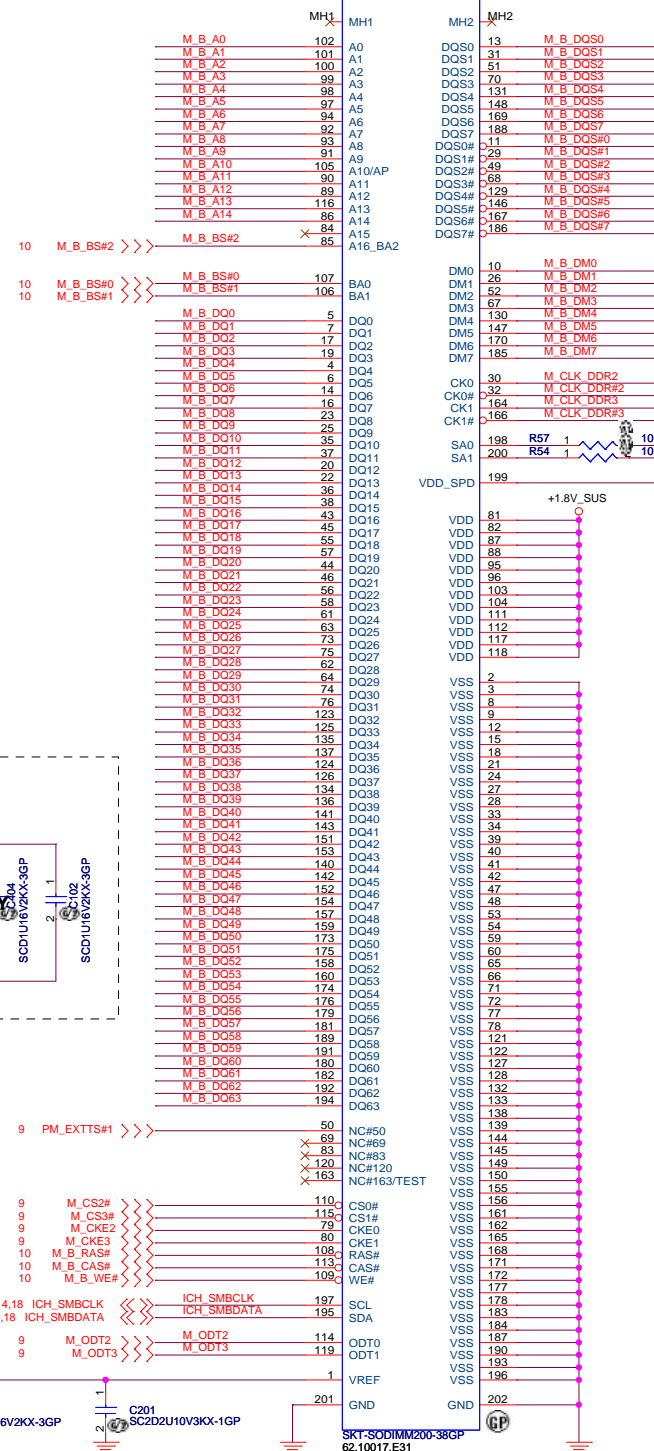 MH1 MH1 MH2 MH2
M_B_A0 102 A0 DQS0 13 M_B_DQS0
M_B_A1 101 A1 DQS1 31 M_B_DQS1
M_B_A2 100 A2 DQS2 51 M_B_DQS2
M_B_A3 99 A3 DQS3 70 M_B_DQS3
M_B_A4 98 A4 DQS4 131 M_B_DQS4
M_B_A5 97 A5 DQS5 148 M_B_DQS5
M_B_A6 94 A6 DQS6 169 M_B_DQS6
M_B_A7 92 A7 DQS7 188 M_B_DQS7
M_B_A8 93 A8 DQS0# 11 M_B_DQS#0
M_B_A9 91 A9 DQS1# 29 M_B_DQS#1
M_B_A10 105 A10/AP DQS2# 49 M_B_DQS#2
M_B_A11 90 A11 DQS3# 68 M_B_DQS#3
M_B_A12 89 A12 DQS4# 129 M_B_DQS#4
M_B_A13 116 A13 DQS5# 146 M_B_DQS#5
M_B_A14 86 A14 DQS6# 167 M_B_DQS#6
84 A15 DQS7# 186 M_B_DQS#7
10 M_B_BS#2 M_B_BS#2 85 A16_BA2
DM0 10 M_B_DM0
10 M_B_BS#0 M_B_BS#0 107 BA0 DM1 26 M_B_DM1
10 M_B_BS#1 M_B_BS#1 106 BA1 DM2 52 M_B_DM2
DM3 67 M_B_DM3
M_B_DQ0 5 DQ0 DM4 130 M_B_DM4
M_B_DQ1 7 DQ1 DM5 147 M_B_DM5
M_B_DQ2 17 DQ2 DM6 170 M_B_DM6
M_B_DQ3 19 DQ3 DM7 185 M_B_DM7
M_B_DQ4 4 DQ4
M_B_DQ5 6 DQ5 CK0 30 M_CLK_DDR2
M_B_DQ6 14 DQ6 CK0# 32 M_CLK_DDR#2
M_B_DQ7 16 DQ7 CK1 164 M_CLK_DDR3
M_B_DQ8 23 DQ8 CK1# 166 M_CLK_DDR#3
M_B_DQ9 25 DQ9
M_B_DQ10 35 DQ10 SA0 198 R57 1 10
M_B_DQ11 37 DQ11 SA1 200 R54 1 10
M_B_DQ12 20 DQ12
M_B_DQ13 22 DQ13 VDD_SPD 199
M_B_DQ14 36 DQ14
M_B_DQ15 38 DQ15 +1.8V_SUS
M_B_DQ16 43 DQ16 VDD 81
M_B_DQ17 45 DQ17 VDD 82
M_B_DQ18 55 DQ18 VDD 87
M_B_DQ19 57 DQ19 VDD 88
M_B_DQ20 44 DQ20 VDD 95
M_B_DQ21 46 DQ21 VDD 96
M_B_DQ22 56 DQ22 VDD 103
M_B_DQ23 58 DQ23 VDD 104
M_B_DQ24 61 DQ24 VDD 111
M_B_DQ25 63 DQ25 VDD 112
M_B_DQ26 73 DQ26 VDD 117
M_B_DQ27 75 DQ27 VDD 118
M_B_DQ28 62 DQ28
M_B_DQ29 64 DQ29 VSS 2
M_B_DQ30 74 DQ30 VSS 3
M_B_DQ31 76 DQ31 VSS 8
M_B_DQ32 123 DQ32 VSS 9
M_B_DQ33 125 DQ33 VSS 12
M_B_DQ34 135 DQ34 VSS 15
M_B_DQ35 137 DQ35 VSS 18
M_B_DQ36 124 DQ36 VSS 21
M_B_DQ37 126 DQ37 VSS 24
M_B_DQ38 134 DQ38 VSS 27
M_B_DQ39 136 DQ39 VSS 28
M_B_DQ40 141 DQ40 VSS 33
M_B_DQ41 143 DQ41 VSS 34
M_B_DQ42 151 DQ42 VSS 39
M_B_DQ43 153 DQ43 VSS 40
M_B_DQ44 140 DQ44 VSS 41
M_B_DQ45 142 DQ45 VSS 42
M_B_DQ46 152 DQ46 VSS 47
M_B_DQ47 154 DQ47 VSS 48
M_B_DQ48 157 DQ48 VSS 53
M_B_DQ49 159 DQ49 VSS 54
M_B_DQ50 173 DQ50 VSS 59
M_B_DQ51 175 DQ51 VSS 60
M_B_DQ52 158 DQ52 VSS 65
M_B_DQ53 160 DQ53 VSS 66
M_B_DQ54 174 DQ54 VSS 71
M_B_DQ55 176 DQ55 VSS 72
M_B_DQ56 179 DQ56 VSS 77
M_B_DQ57 181 DQ57 VSS 78
M_B_DQ58 189 DQ58 VSS 121
M_B_DQ59 191 DQ59 VSS 122
M_B_DQ60 180 DQ60 VSS 127
M_B_DQ61 182 DQ61 VSS 128
M_B_DQ62 192 DQ62 VSS 132
M_B_DQ63 194 DQ63 VSS 133
VSS 138
9 PM_EXTTS#1 50 NC#50 VSS 139
69 NC#69 VSS 144
83 NC#83 VSS 145
120 NC#120 VSS 149
163 NC#163/TEST VSS 150
VSS 155
9 M_CS2# 110 CS0# VSS 156
9 M_CS3# 115 CS1# VSS 161
9 M_CKE2 79 CKE0 VSS 162
9 M_CKE3 80 CKE1 VSS 165
10 M_B_RAS# 108 RAS# VSS 168
10 M_B_CAS# 113 CAS# VSS 171
10 M_B_WE# 109 WE# VSS 172
VSS 177
4,18 ICH_SMBCLK ICH_SMBCLK 197 SCL VSS 178
,18 ICH_SMBDATA ICH_SMBDATA 195 SDA VSS 183
VSS 184
9 M_ODT2 M_ODT2 114 ODT0 VSS 187
9 M_ODT3 M_ODT3 119 ODT1 VSS 190
VSS 193
1 VREF VSS 196
201 GND GND 202
SCD1U16V2KX-3GP
1 2 C102
SCD1U16V2KX-3GP
1 2 C201
6V2KX-3GP SC2D2U10V3KX-1GP
GP
SKT-SODIMM200-38GP
62.10017.E31